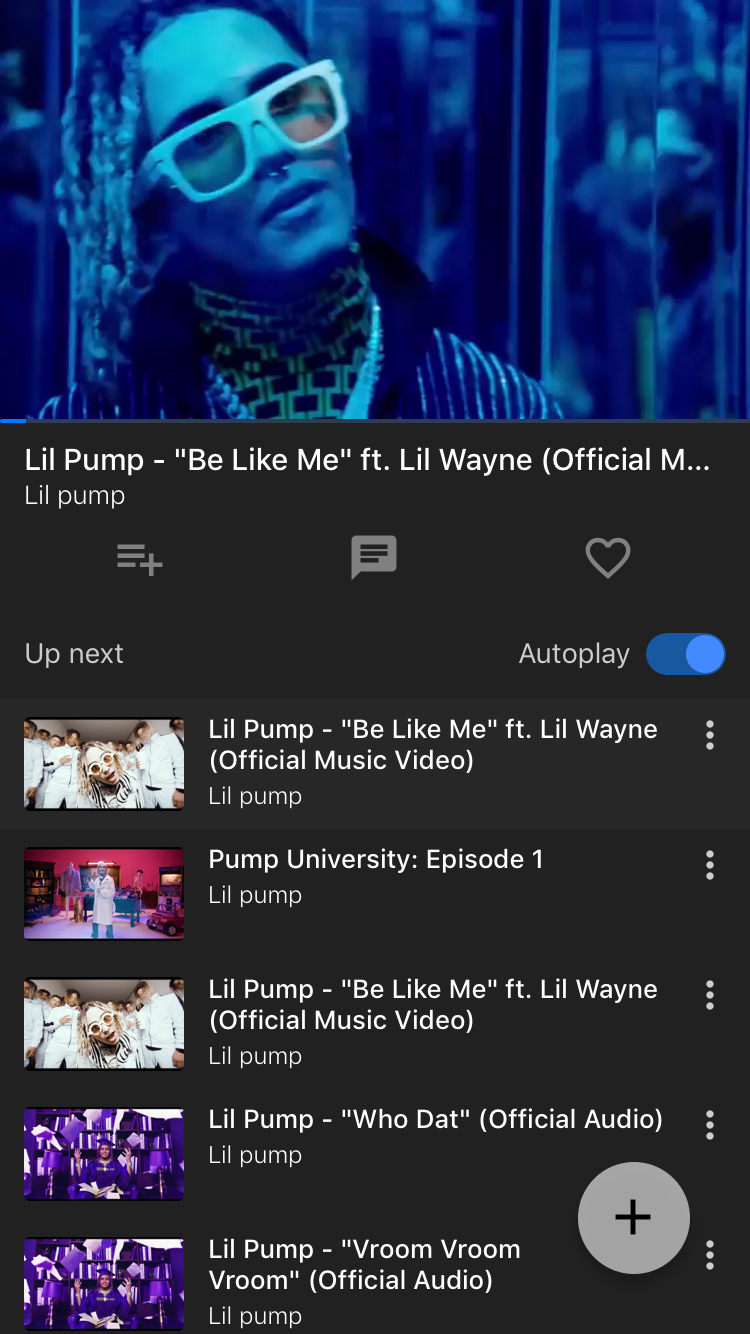 Lil Pump - "Be Like Me" ft. Lil Wayne (Official M...
Lil pump
Up next
Autoplay
Lil Pump - "Be Like Me" ft. Lil Wayne
(Official Music Video)
Lil pump
Pump University: Episode 1
Lil pump
Lil Pump - "Be Like Me" ft. Lil Wayne
(Official Music Video)
Lil pump
Lil Pump - "Who Dat" (Official Audio)
Lil pump
Lil Pump - "Vroom Vroom
Vroom" (Official Audio)
Lil pump